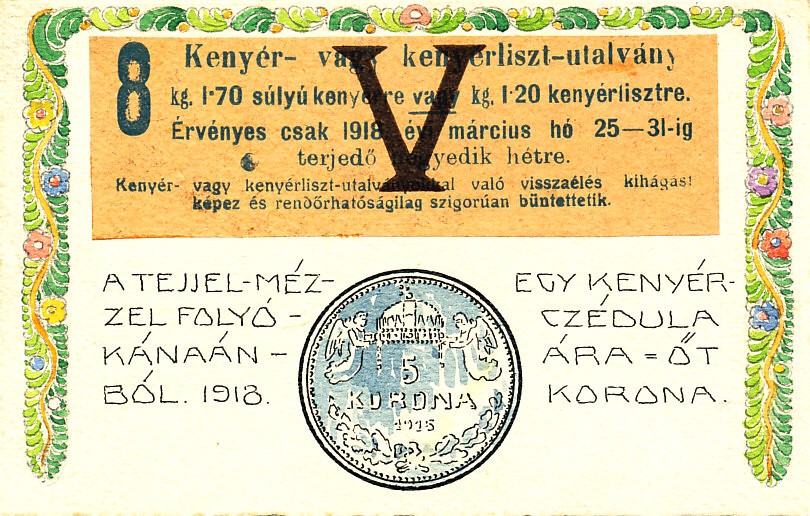 8 Kenyér- vagy kenyérliszt-utalvány
kg. 1·70 súlyú kenyérre vagy kg. 1·20 kenyérlisztre.
Érvényes csak 1918 évi március hó 25—31-ig
terjedő negyedik hétre.
Kenyér- vagy kenyérliszt-utalványokkal való visszaélés kihágást
képez és rendőrhatóságilag szigorúan büntettetik.
V
A TEJJEL-MÉZ-
ZEL FOLYÓ-
KÁNAÁN-
BÓL. 1918.
5
KORONA
EGY KENYÉR-
CZÉDULA
ÁRA = ÖT
KORONA.